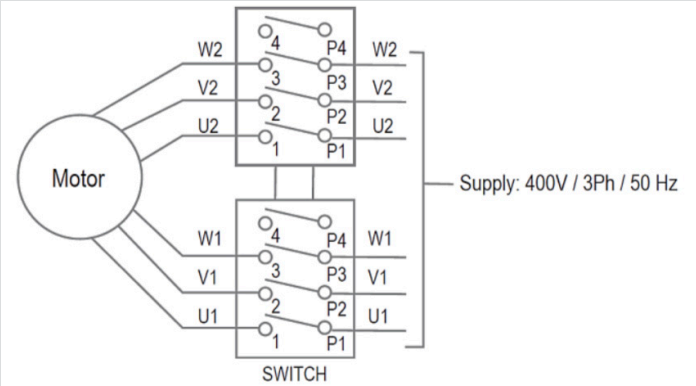 4 P4
W2 W2
3 P3
V2 V2
2 P2
U2 U2
1 P1
Motor
Supply: 400V / 3Ph / 50 Hz
4 P4
W1 W1
3 P3
V1 V1
2 P2
U1 U1
1 P1
SWITCH